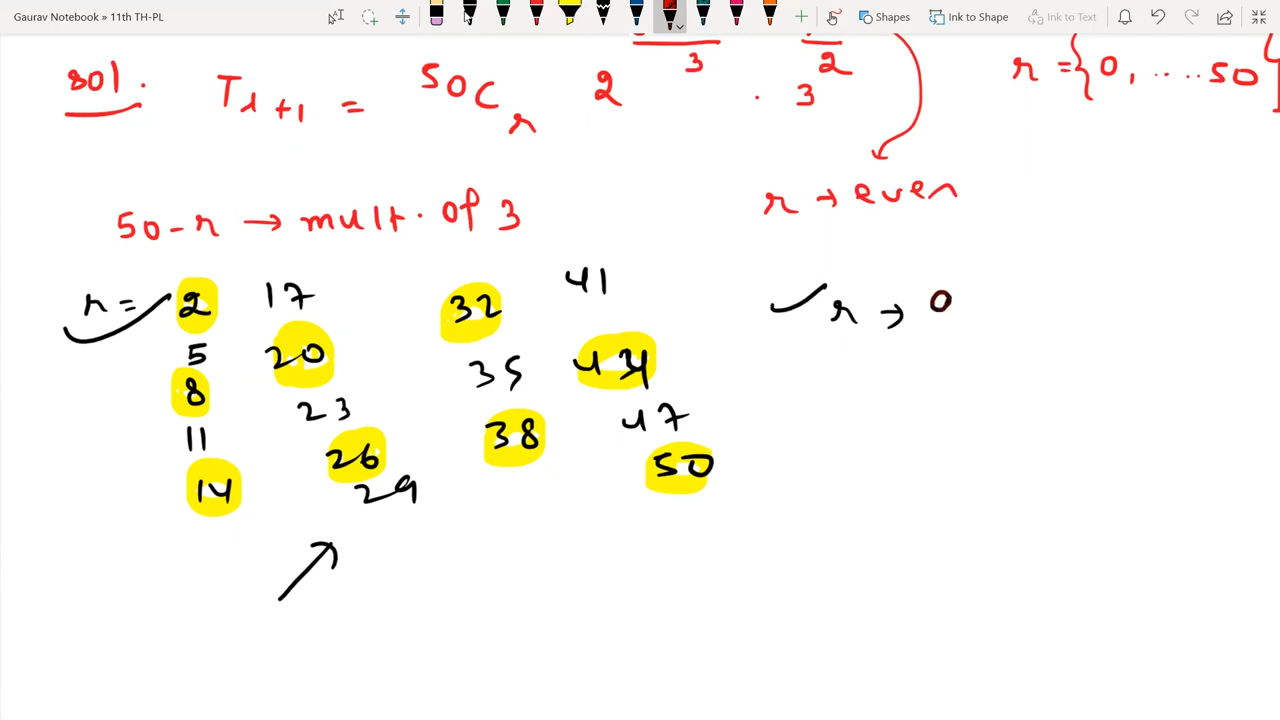 Gaurav Notebook » 11th TH-PL
Shapes
Ink to Shape
Ink to Text
sol.
T r+1 = 50 C r 2 3 . 3 r/2
r = {0, ....50}
r → even
50-r → mult. of 3
r = 2 17 32 41
5 20 35 44
8 23 38 47
11 26 50
14 29
r → 0